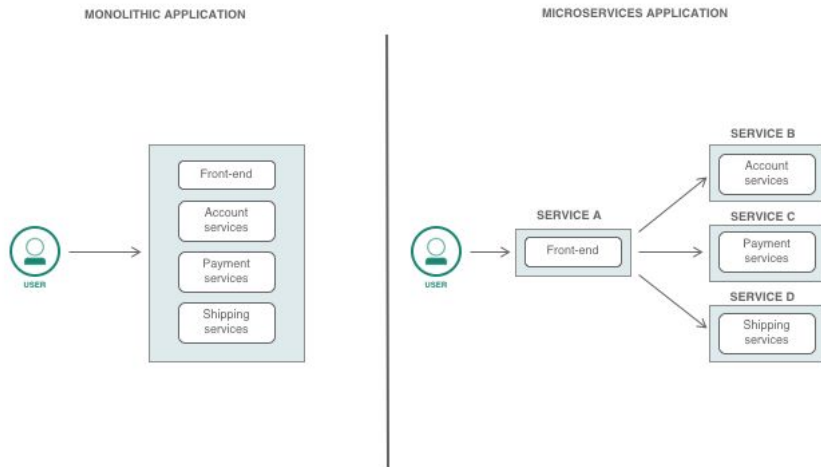 MONOLITHIC APPLICATION
Front-end
Account
services
Payment
services
Shipping
services
USER
MICROSERVICES APPLICATION
USER
SERVICE A
Front-end
SERVICE B
Account
services
SERVICE C
Payment
services
SERVICE D
Shipping
services